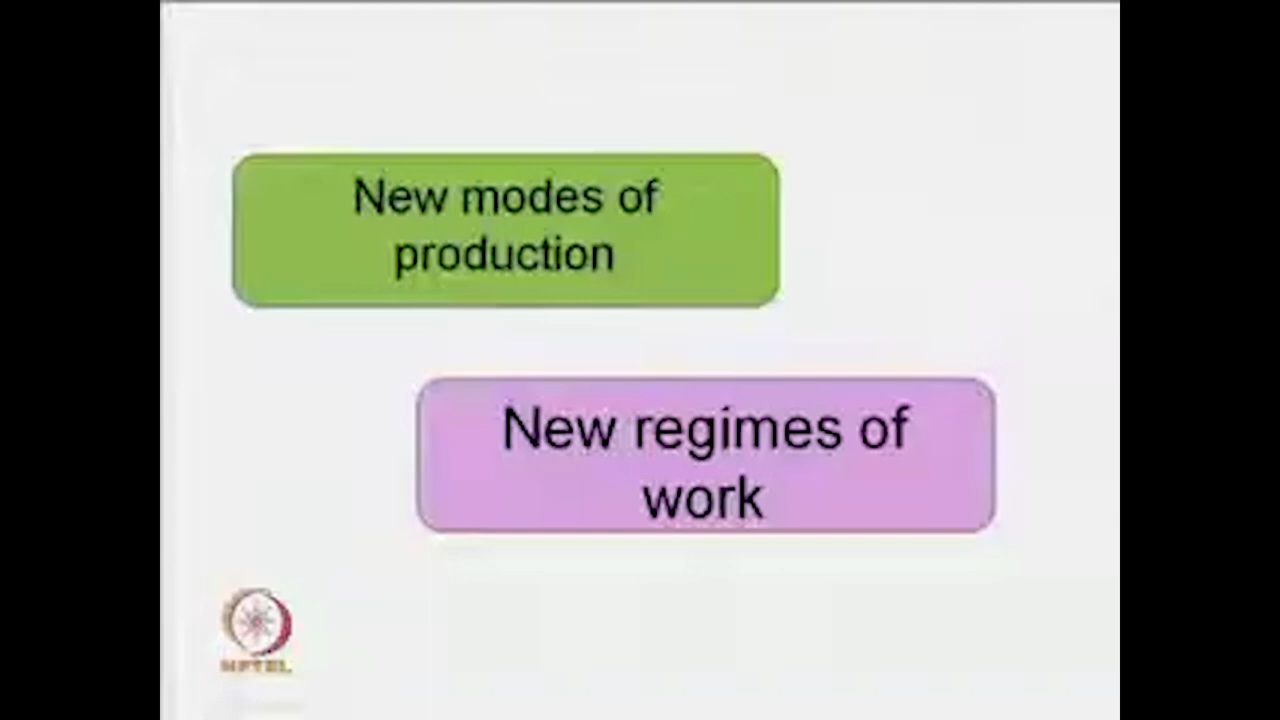 New modes of
production
New regimes of
work
NPTEL